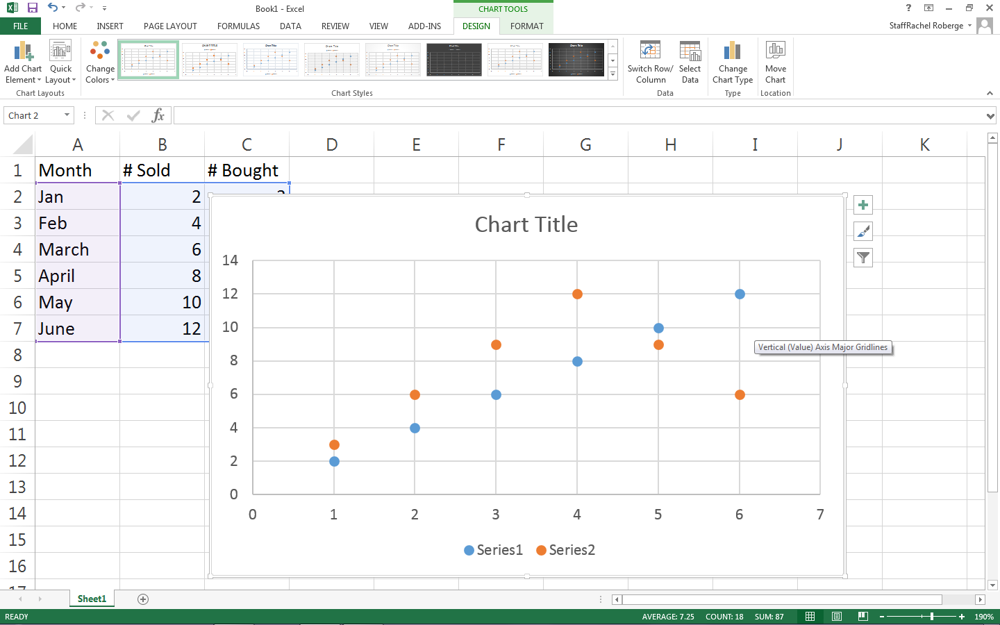 Book1 - Excel
CHART TOOLS
?
FILE HOME INSERT PAGE LAYOUT FORMULAS DATA REVIEW VIEW ADD-INS DESIGN FORMAT StaffRachel Roberge
Add Chart Element
Quick Layout
Change Colors
Switch Row/ Column
Select Data
Change Chart Type
Move Chart
Chart Layouts Chart Styles Data Type Location
Chart 2 fx
A B C D E F G H I J K
1 Month # Sold # Bought
2 Jan 2
3 Feb 4
4 March 6
5 April 8
6 May 10
7 June 12
8
9
10
11
12
13
14
15
16
17
Chart Title
14
12
10
8
6
4
2
0
0 1 2 3 4 5 6 7
Vertical (Value) Axis Major Gridlines
Series1 Series2
Sheet1
READY AVERAGE: 7.25 COUNT: 18 SUM: 87 190%